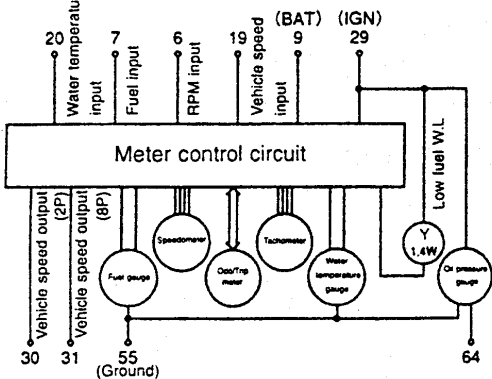 (BAT) (IGN)
20 7 6 19 9 29
Water temperature
input
Fuel input
RPM input
Vehicle speed
input
Low fuel W.L
Meter control circuit
Vehicle speed output
(2P)
Vehicle speed output
(8P)
Speedometer
Tachometer
Y
1.4W
Fuel gauge
Odo/Trip
meter
Water
temperature
gauge
Oil pressure
gauge
30 31 55 64
(Ground)